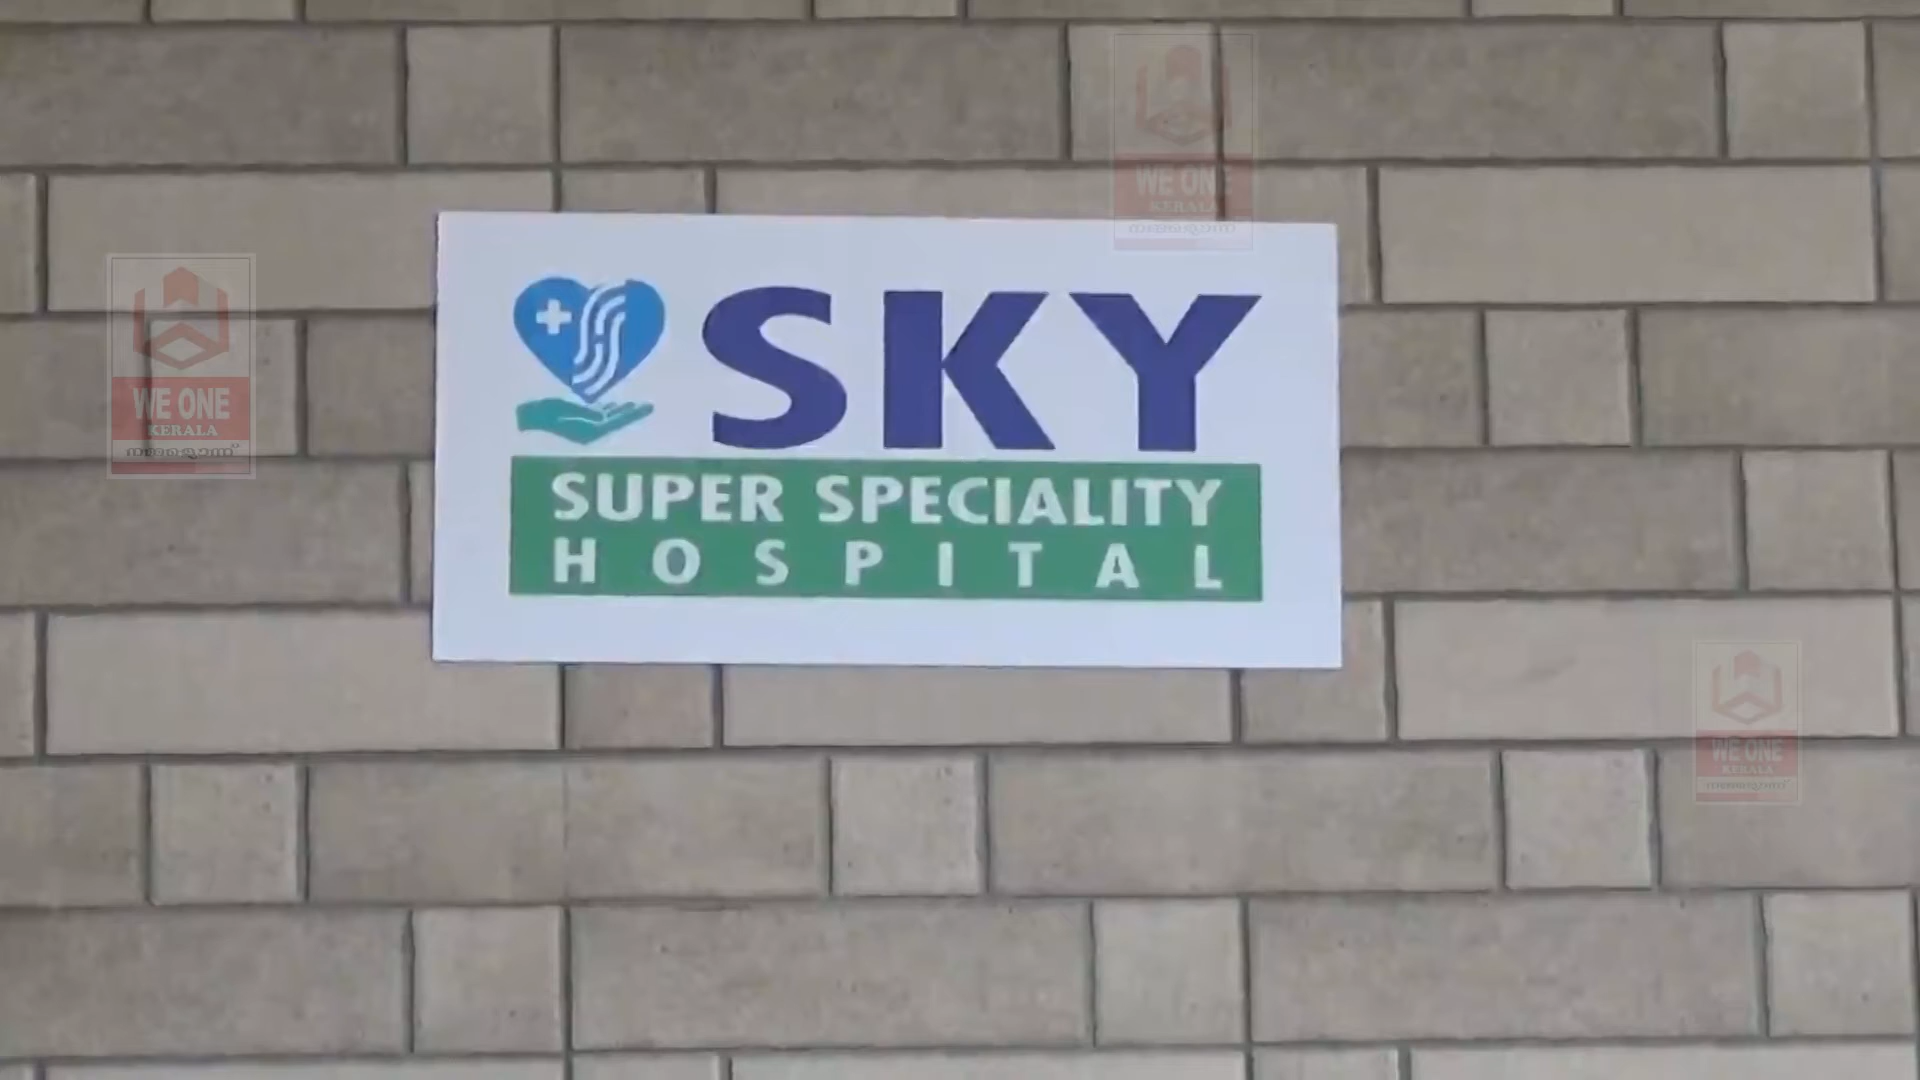 SKY
SUPER SPECIALITY
HOSPITAL
WE ONE
KERALA
WE ONE
KERALA
WE ONE
KERALA